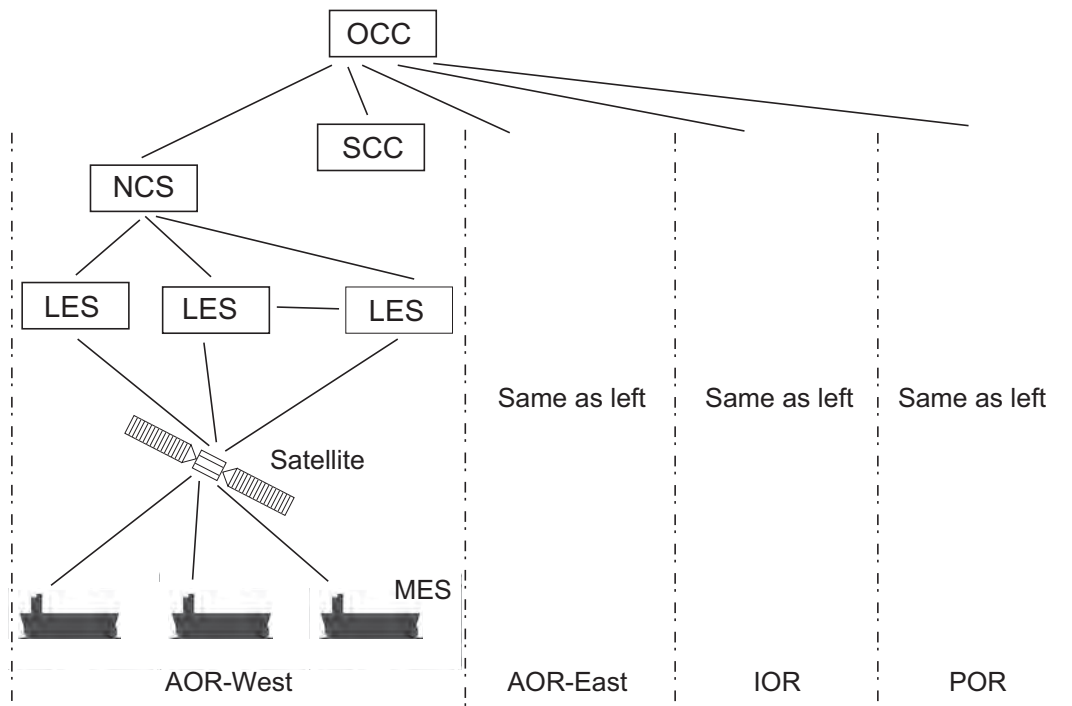 OCC
SCC
NCS
LES LES LES
Same as left Same as left Same as left
Satellite
MES
AOR-West AOR-East IOR POR